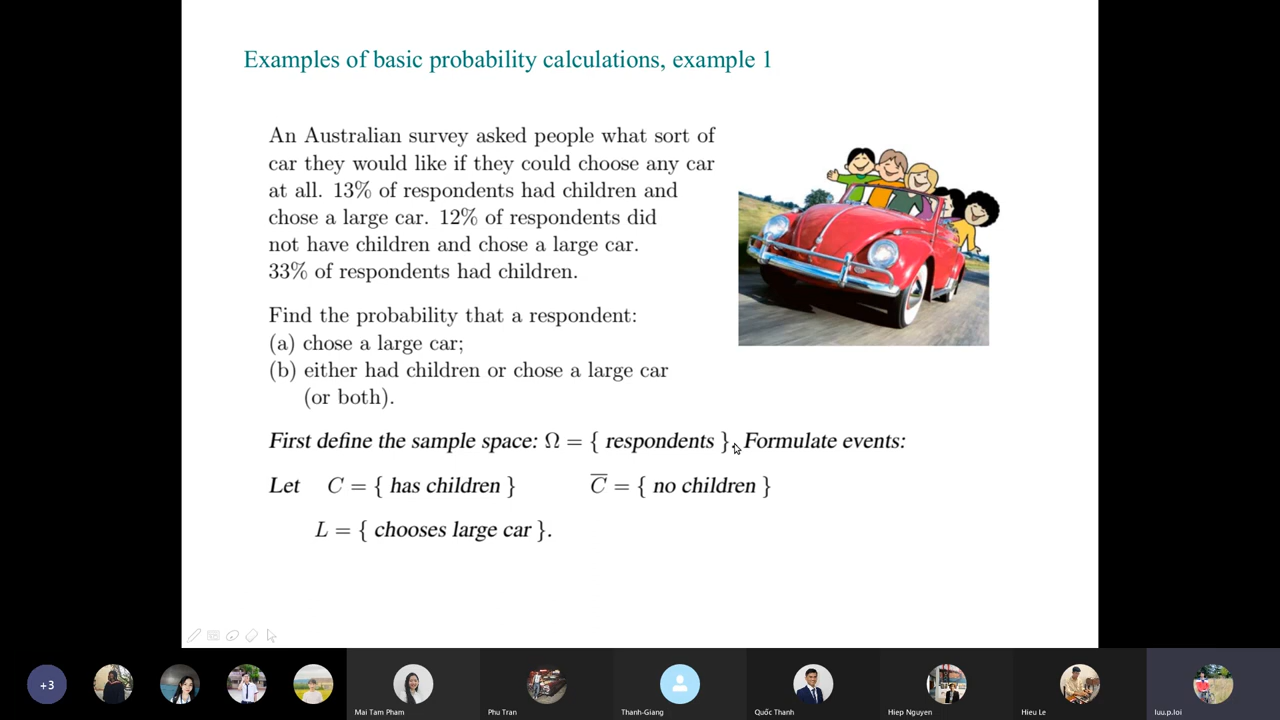 Examples of basic probability calculations, example 1
An Australian survey asked people what sort of
car they would like if they could choose any car
at all. 13% of respondents had children and
chose a large car. 12% of respondents did
not have children and chose a large car.
33% of respondents had children.
Find the probability that a respondent:
(a) chose a large car;
(b) either had children or chose a large car
(or both).
First define the sample space: Ω = { respondents }. Formulate events:
Let C = { has children } C̅ = { no children }
L = { chooses large car }.
+3
Mai Tam Pham
Phu Tran
Thanh-Giang
Quốc Thanh
Hiep Nguyen
Hieu Le
luu.p.loi